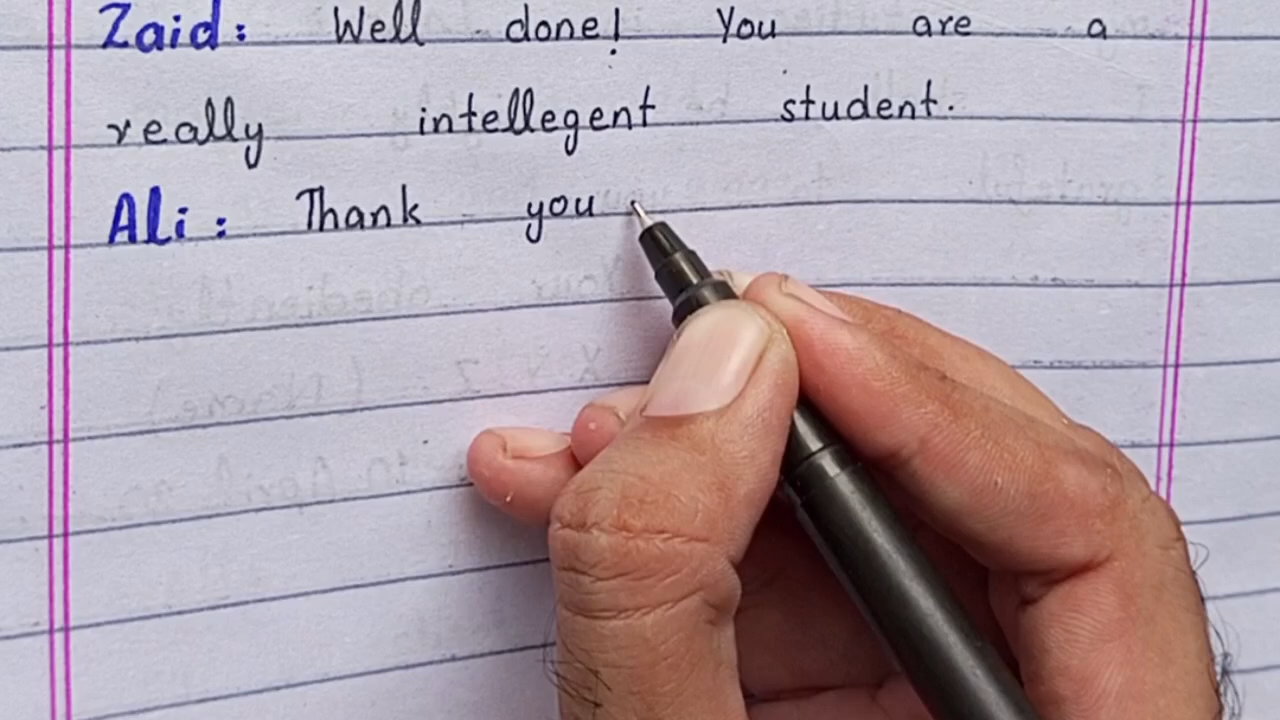 Zaid: Well done! You are a
really intellegent student.
Ali: Thank you